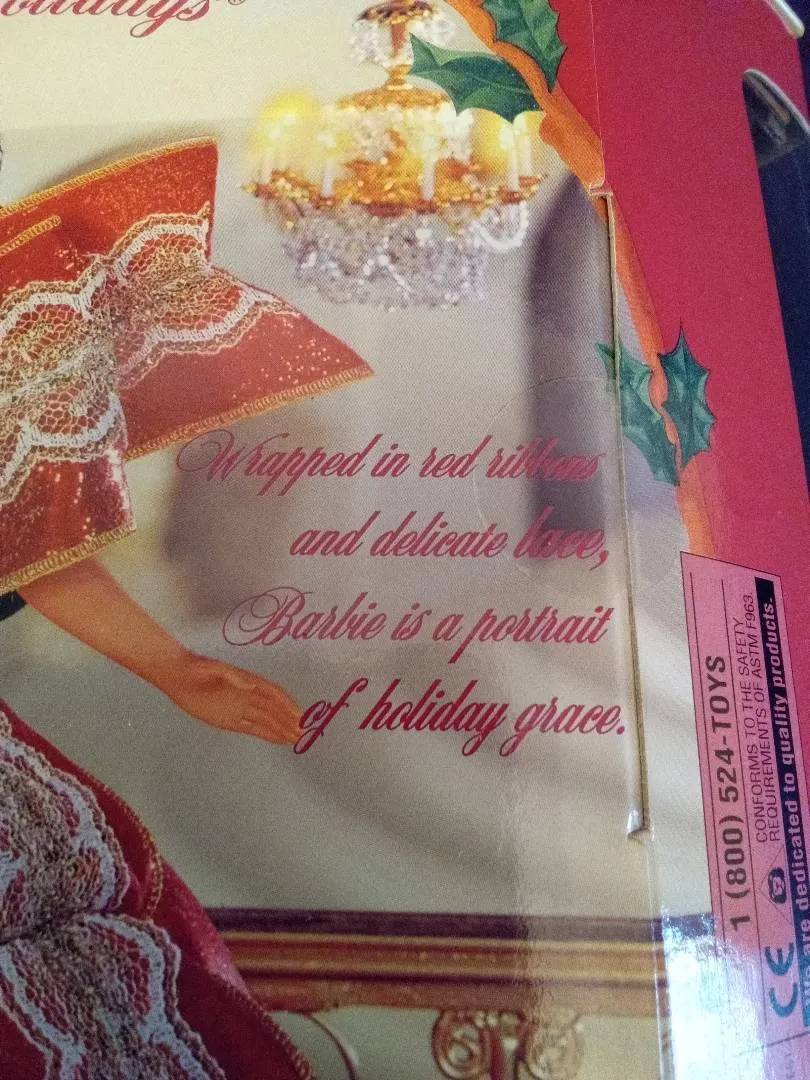 Wrapped in red ribbons
and delicate lace,
Barbie is a portrait
of holiday grace.
1 (800) 524-TOYS
CONFORMS TO THE SAFETY
REQUIREMENTS OF ASTM F963.
are dedicated to quality products.
CE